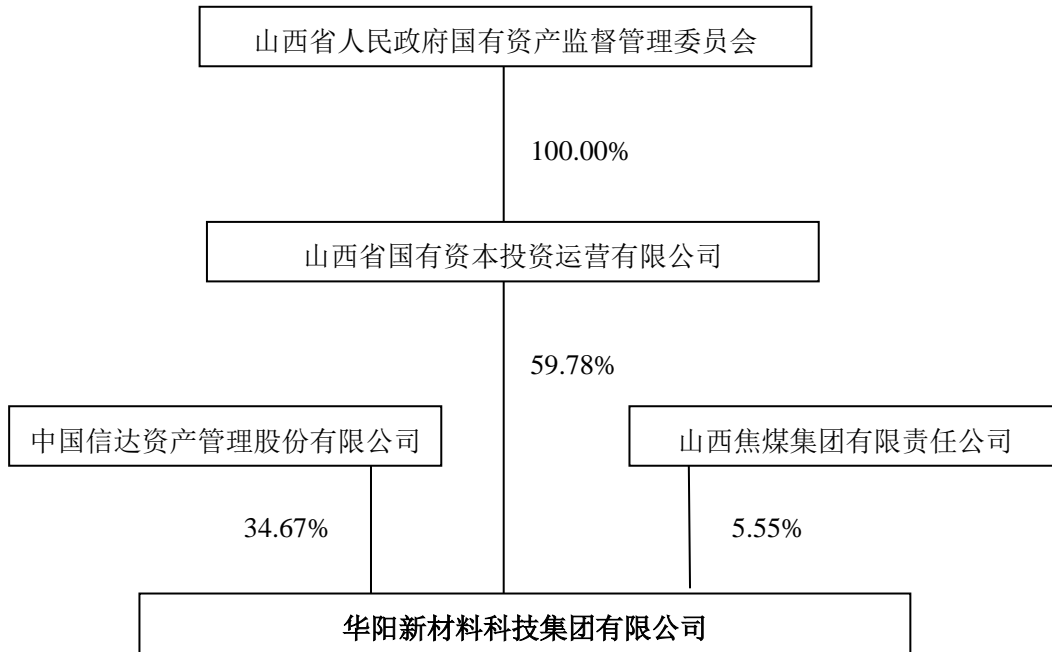 山西省人民政府国有资产监督管理委员会
100.00%
山西省国有资本投资运营有限公司
59.78%
中国信达资产管理股份有限公司
山西焦煤集团有限责任公司
34.67%
5.55%
华阳新材料科技集团有限公司